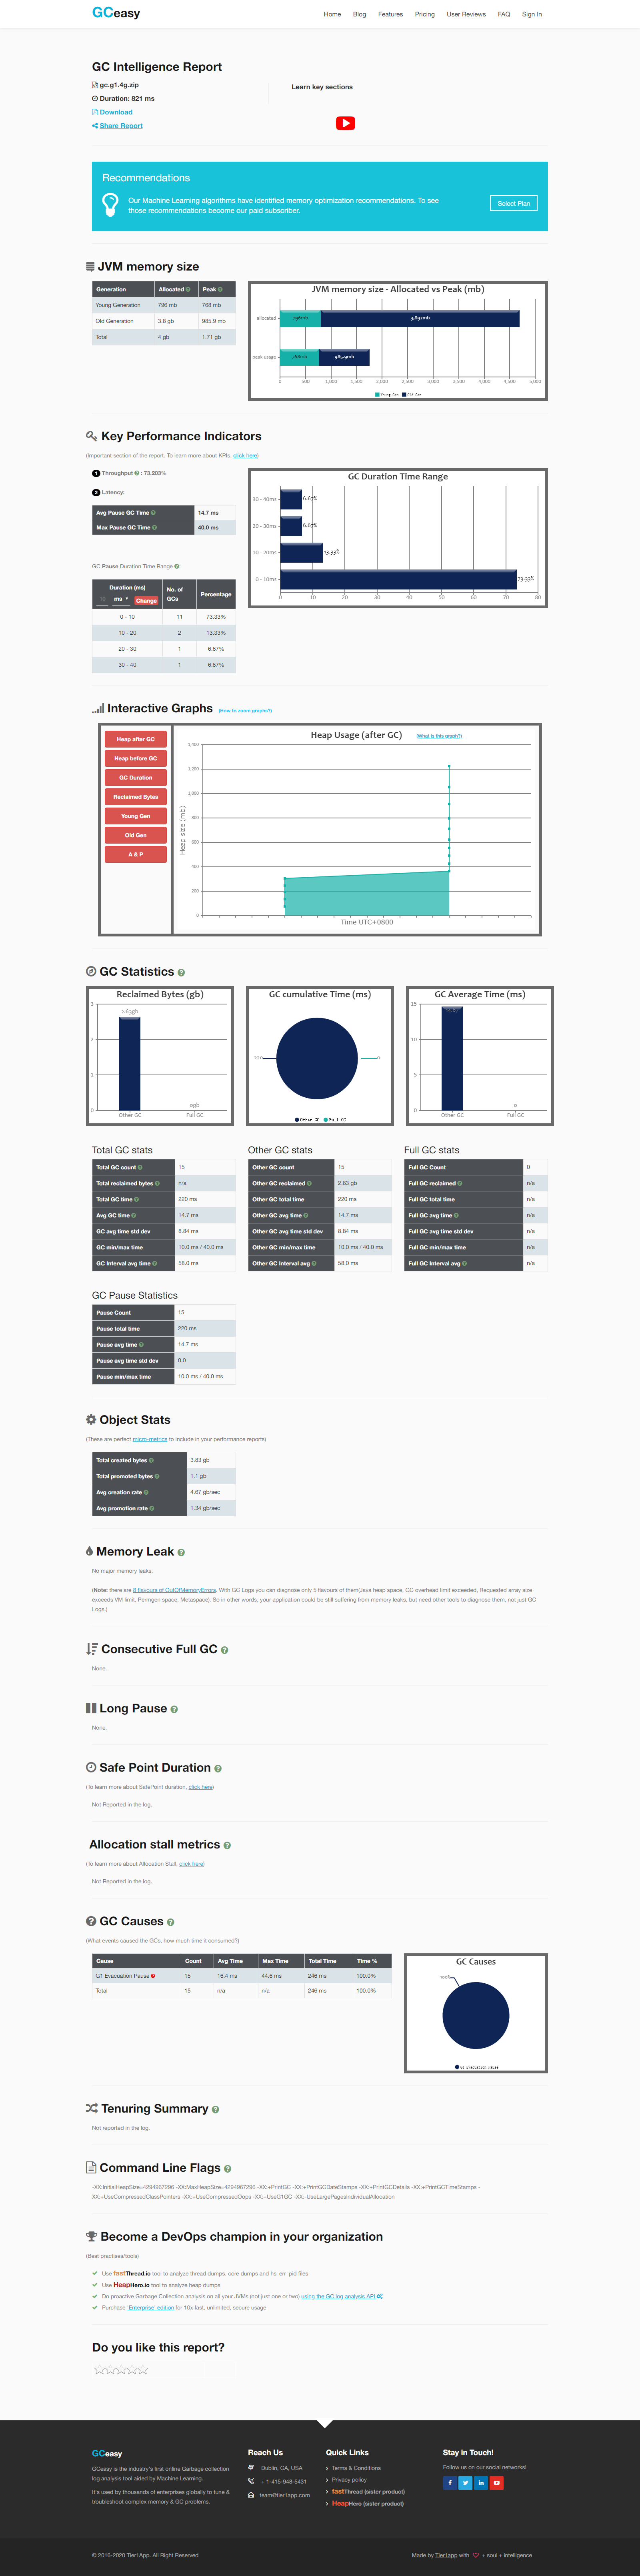 GCeasy
Home Blog Features Pricing User Reviews FAQ Sign In
GC Intelligence Report
gc.g1.4g.zip
Duration: 821 ms
Download
Share Report
Learn key sections
Recommendations
Our Machine Learning algorithms have identified memory optimization recommendations. To see
those recommendations become our paid subscriber.
Select Plan
JVM memory size
Generation Allocated Peak
Young Generation 796 mb 768 mb
Old Generation 3.8 gb 985.9 mb
Total 4 gb 1.71 gb
JVM memory size - Allocated vs Peak (mb)
allocated 796mb 3,892mb
peak usage 768mb 985.9mb
0 500 1,000 1,500 2,000 2,500 3,000 3,500 4,000 4,500 5,000
Young Gen Old Gen
Key Performance Indicators
(Important section of the report. To learn more about KPIs, click here)
1 Throughput : 73.203%
2 Latency:
Avg Pause GC Time 14.7 ms
Max Pause GC Time 40.0 ms
GC Pause Duration Time Range :
Duration (ms) No. of GCs Percentage
ms Change
0 - 10 11 73.33%
10 - 20 2 13.33%
20 - 30 1 6.67%
30 - 40 1 6.67%
GC Duration Time Range
30 - 40ms 6.67%
20 - 30ms 6.67%
10 - 20ms 13.33%
0 - 10ms 73.33%
0 10 20 30 40 50 60 70 80
Interactive Graphs (How to zoom graphs?)
Heap after GC
Heap before GC
GC Duration
Reclaimed Bytes
Young Gen
Old Gen
A & P
Heap Usage (after GC) (What is this graph?)
Heap size (mb)
1,400
1,200
1,000
800
600
400
200
0
Time UTC+0800
GC Statistics
Reclaimed Bytes (gb)
3
2
1
0
2.63gb
0gb
Other GC Full GC
GC cumulative Time (ms)
220 0
Other GC Full GC
GC Average Time (ms)
15
10
5
0
0
Other GC Full GC
Total GC stats
Total GC count 15
Total reclaimed bytes n/a
Total GC time 220 ms
Avg GC time 14.7 ms
GC avg time std dev 8.84 ms
GC min/max time 10.0 ms / 40.0 ms
GC Interval avg time 58.0 ms
Other GC stats
Other GC count 15
Other GC reclaimed 2.63 gb
Other GC total time 220 ms
Other GC avg time 14.7 ms
Other GC avg time std dev 8.84 ms
Other GC min/max time 10.0 ms / 40.0 ms
Other GC Interval avg 58.0 ms
Full GC stats
Full GC Count 0
Full GC reclaimed n/a
Full GC total time n/a
Full GC avg time n/a
Full GC avg time std dev n/a
Full GC min/max time n/a
Full GC Interval avg n/a
GC Pause Statistics
Pause Count 15
Pause total time 220 ms
Pause avg time 14.7 ms
Pause avg time std dev 0.0
Pause min/max time 10.0 ms / 40.0 ms
Object Stats
(These are perfect micro-metrics to include in your performance reports)
Total created bytes 3.83 gb
Total promoted bytes 1.1 gb
Avg creation rate 4.67 gb/sec
Avg promotion rate 1.34 gb/sec
Memory Leak
No major memory leaks.
(Note: there are 8 flavours of OutOfMemoryErrors. With GC Logs you can diagnose only 5 flavours of them(Java heap space, GC overhead limit exceeded, Requested array size
exceeds VM limit, Permgen space, Metaspace). So in other words, your application could be still suffering from memory leaks, but need other tools to diagnose them, not just GC
Logs.)
Consecutive Full GC
None.
Long Pause
None.
Safe Point Duration
(To learn more about SafePoint duration, click here)
Not Reported in the log.
Allocation stall metrics
(To learn more about Allocation Stall, click here)
Not Reported in the log.
GC Causes
(What events caused the GCs, how much time it consumed?)
Cause Count Avg Time Max Time Total Time Time %
G1 Evacuation Pause 15 16.4 ms 44.6 ms 246 ms 100.0%
Total 15 n/a n/a 246 ms 100.0%
GC Causes
100%
G1 Evacuation Pause
Tenuring Summary
Not reported in the log.
Command Line Flags
-XX:InitialHeapSize=4294967296 -XX:MaxHeapSize=4294967296 -XX:+PrintGC -XX:+PrintGCDateStamps -XX:+PrintGCDetails -XX:+PrintGCTimeStamps -
XX:+UseCompressedClassPointers -XX:+UseCompressedOops -XX:+UseG1GC -XX:-UseLargePagesIndividualAllocation
Become a DevOps champion in your organization
(Best practises/tools)
Use fastThread.io tool to analyze thread dumps, core dumps and hs_err_pid files
Use HeapHero.io tool to analyze heap dumps
Do proactive Garbage Collection analysis on all your JVMs (not just one or two) using the GC log analysis API
Purchase 'Enterprise' edition for 10x fast, unlimited, secure usage
Do you like this report?
GCeasy
GCeasy is the industry's first online Garbage collection
log analysis tool aided by Machine Learning.
It's used by thousands of enterprises globally to tune &
troubleshoot complex memory & GC problems.
Reach Us
Dublin, CA, USA
+ 1-415-948-5431
team@tier1app.com
Quick Links
Terms & Conditions
Privacy policy
fastThread (sister product)
HeapHero (sister product)
Stay in Touch!
Follow us on our social networks!
© 2016-2020 Tier1App. All Right Reserved
Made by Tier1app with + soul + intelligence